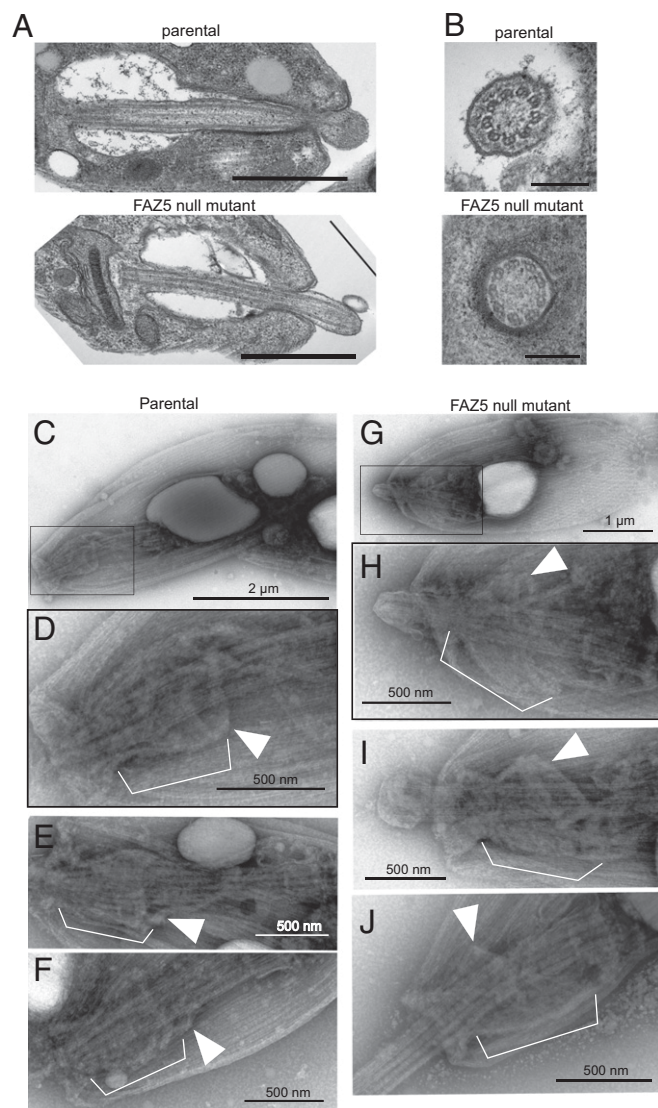 A
parental
FAZ5 null mutant
B
parental
FAZ5 null mutant
Parental
C
2 µm
D
500 nm
E
500 nm
F
500 nm
FAZ5 null mutant
G
1 µm
H
500 nm
I
500 nm
J
500 nm